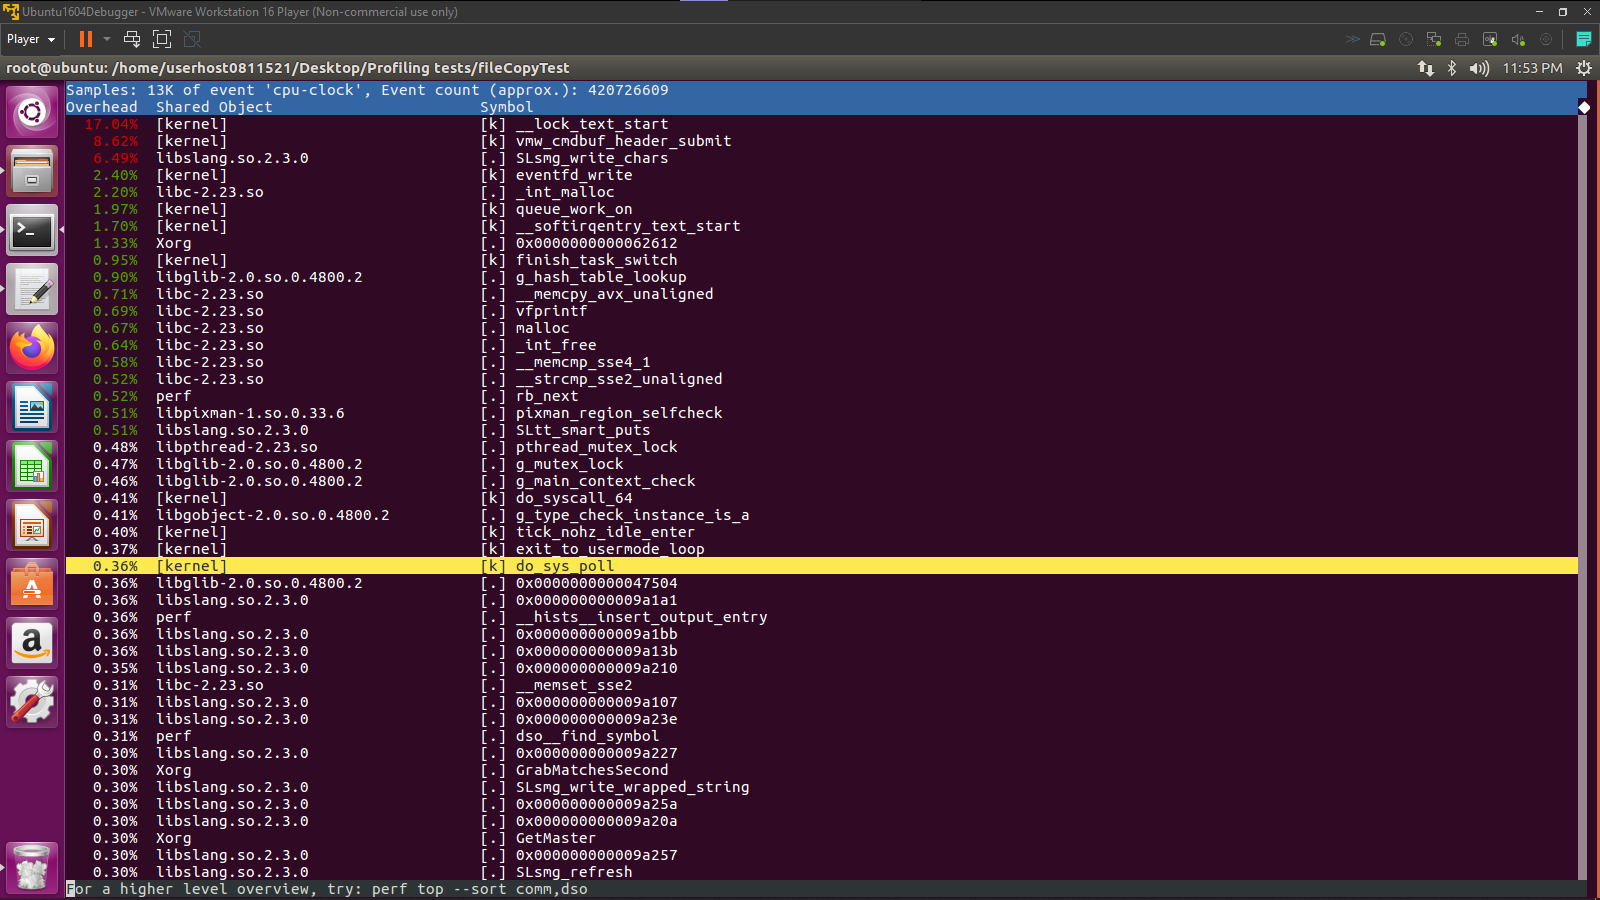 Ubuntu1604Debugger - VMware Workstation 16 Player (Non-commercial use only)
Player
root@ubuntu: /home/userhost0811521/Desktop/Profiling tests/fileCopyTest
11:53 PM
Samples: 13K of event 'cpu-clock', Event count (approx.): 420726609
Overhead  Shared Object  Symbol
17.04%  [kernel]  [k] __lock_text_start
8.62%  [kernel]  [k] vmw_cmdbuf_header_submit
6.49%  libslang.so.2.3.0  [.] SLsmg_write_chars
2.40%  [kernel]  [k] eventfd_write
2.20%  libc-2.23.so  [.] _int_malloc
1.97%  [kernel]  [k] queue_work_on
1.70%  [kernel]  [k] __softirqentry_text_start
1.33%  Xorg  [.] 0x0000000000062612
0.95%  [kernel]  [k] finish_task_switch
0.90%  libglib-2.0.so.0.4800.2  [.] g_hash_table_lookup
0.71%  libc-2.23.so  [.] __memcpy_avx_unaligned
0.69%  libc-2.23.so  [.] vfprintf
0.67%  libc-2.23.so  [.] malloc
0.64%  libc-2.23.so  [.] _int_free
0.58%  libc-2.23.so  [.] __memcmp_sse4_1
0.52%  libc-2.23.so  [.] __strcmp_sse2_unaligned
0.52%  perf  [.] rb_next
0.51%  libpixman-1.so.0.33.6  [.] pixman_region_selfcheck
0.51%  libslang.so.2.3.0  [.] SLtt_smart_puts
0.48%  libpthread-2.23.so  [.] pthread_mutex_lock
0.47%  libglib-2.0.so.0.4800.2  [.] g_mutex_lock
0.46%  libglib-2.0.so.0.4800.2  [.] g_main_context_check
0.41%  [kernel]  [k] do_syscall_64
0.41%  libgobject-2.0.so.0.4800.2  [.] g_type_check_instance_is_a
0.40%  [kernel]  [k] tick_nohz_idle_enter
0.37%  [kernel]  [k] exit_to_usermode_loop
0.36%  [kernel]  [k] do_sys_poll
0.36%  libglib-2.0.so.0.4800.2  [.] 0x0000000000047504
0.36%  libslang.so.2.3.0  [.] 0x000000000009a1a1
0.36%  perf  [.] __hists__insert_output_entry
0.36%  libslang.so.2.3.0  [.] 0x000000000009a1bb
0.36%  libslang.so.2.3.0  [.] 0x000000000009a13b
0.35%  libslang.so.2.3.0  [.] 0x000000000009a210
0.31%  libc-2.23.so  [.] __memset_sse2
0.31%  libslang.so.2.3.0  [.] 0x000000000009a107
0.31%  libslang.so.2.3.0  [.] 0x000000000009a23e
0.31%  perf  [.] dso__find_symbol
0.30%  libslang.so.2.3.0  [.] 0x000000000009a227
0.30%  Xorg  [.] GrabMatchesSecond
0.30%  libslang.so.2.3.0  [.] SLsmg_write_wrapped_string
0.30%  libslang.so.2.3.0  [.] 0x000000000009a25a
0.30%  libslang.so.2.3.0  [.] 0x000000000009a20a
0.30%  Xorg  [.] GetMaster
0.30%  libslang.so.2.3.0  [.] 0x000000000009a257
0.30%  libslang.so.2.3.0  [.] SLsmg_refresh
For a higher level overview, try: perf top --sort comm,dso